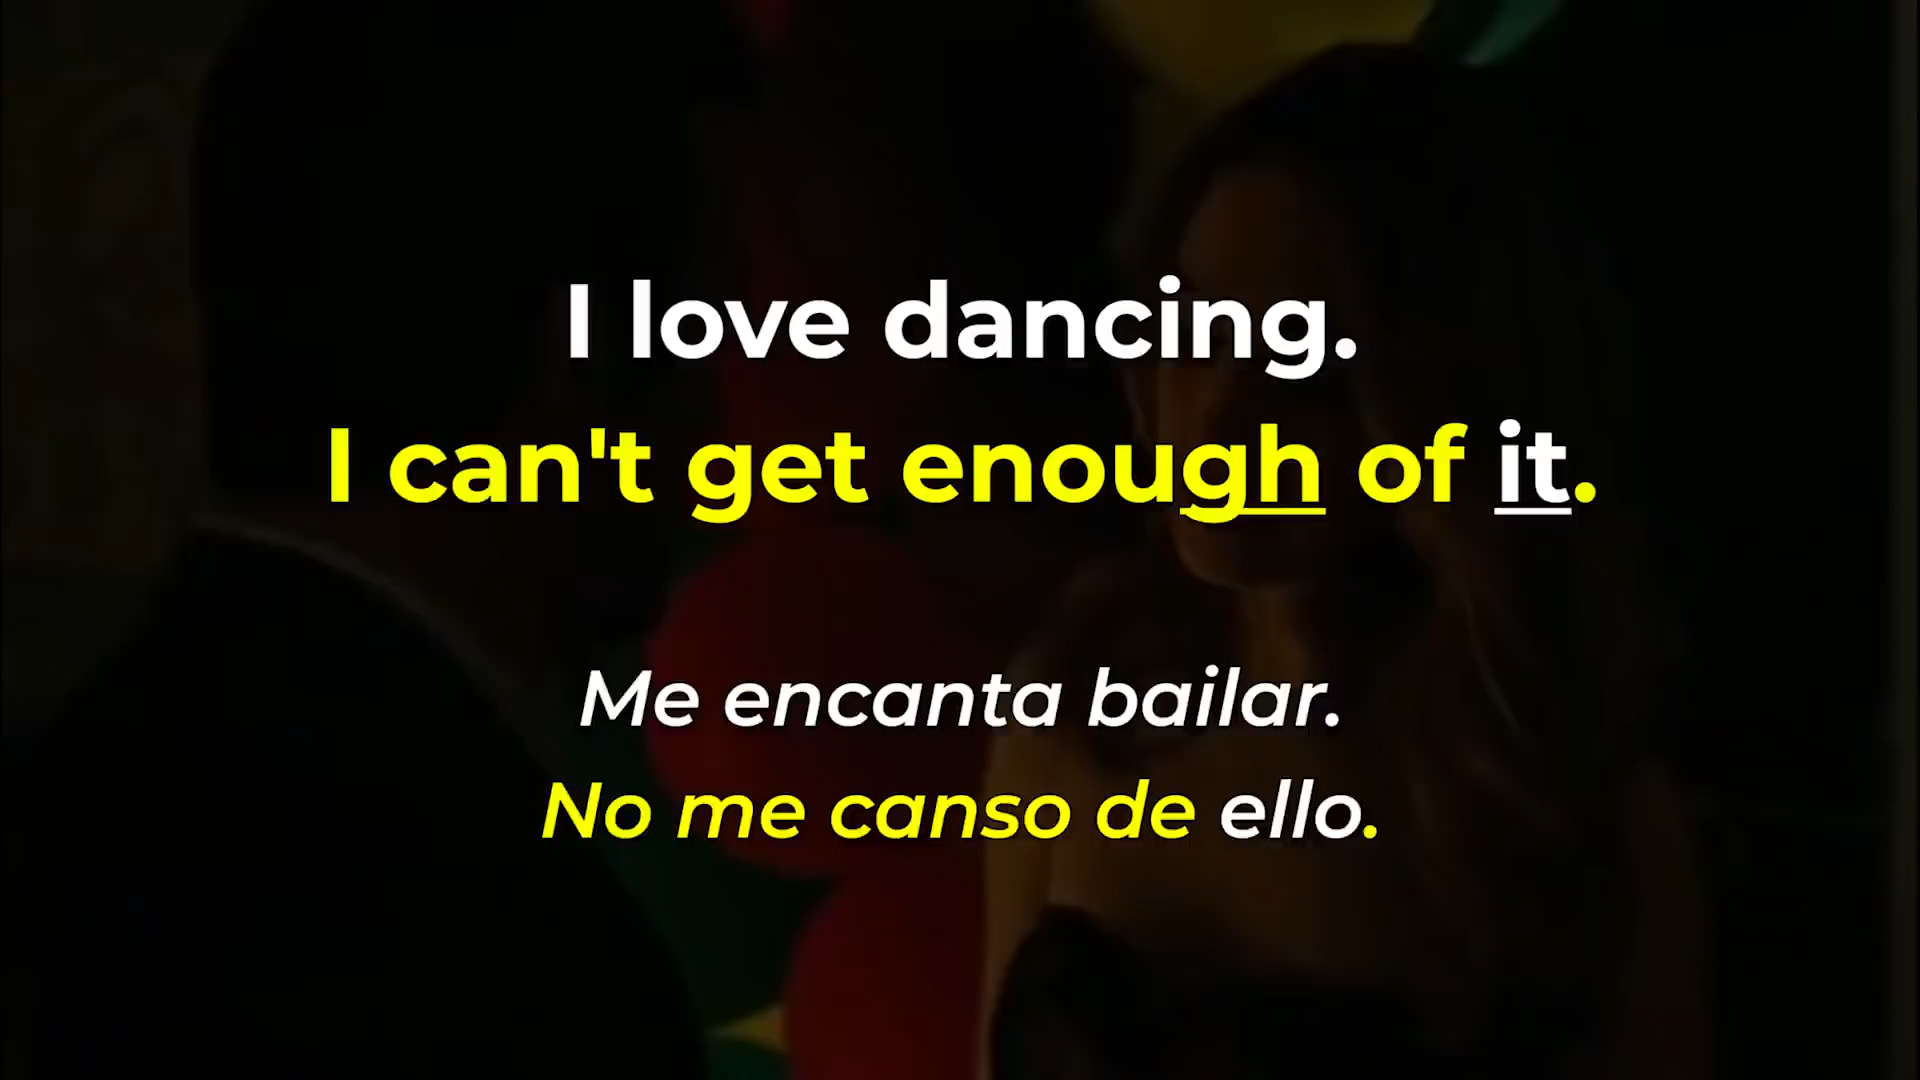 I love dancing.
I can't get enough of it.
Me encanta bailar.
No me canso de ello.